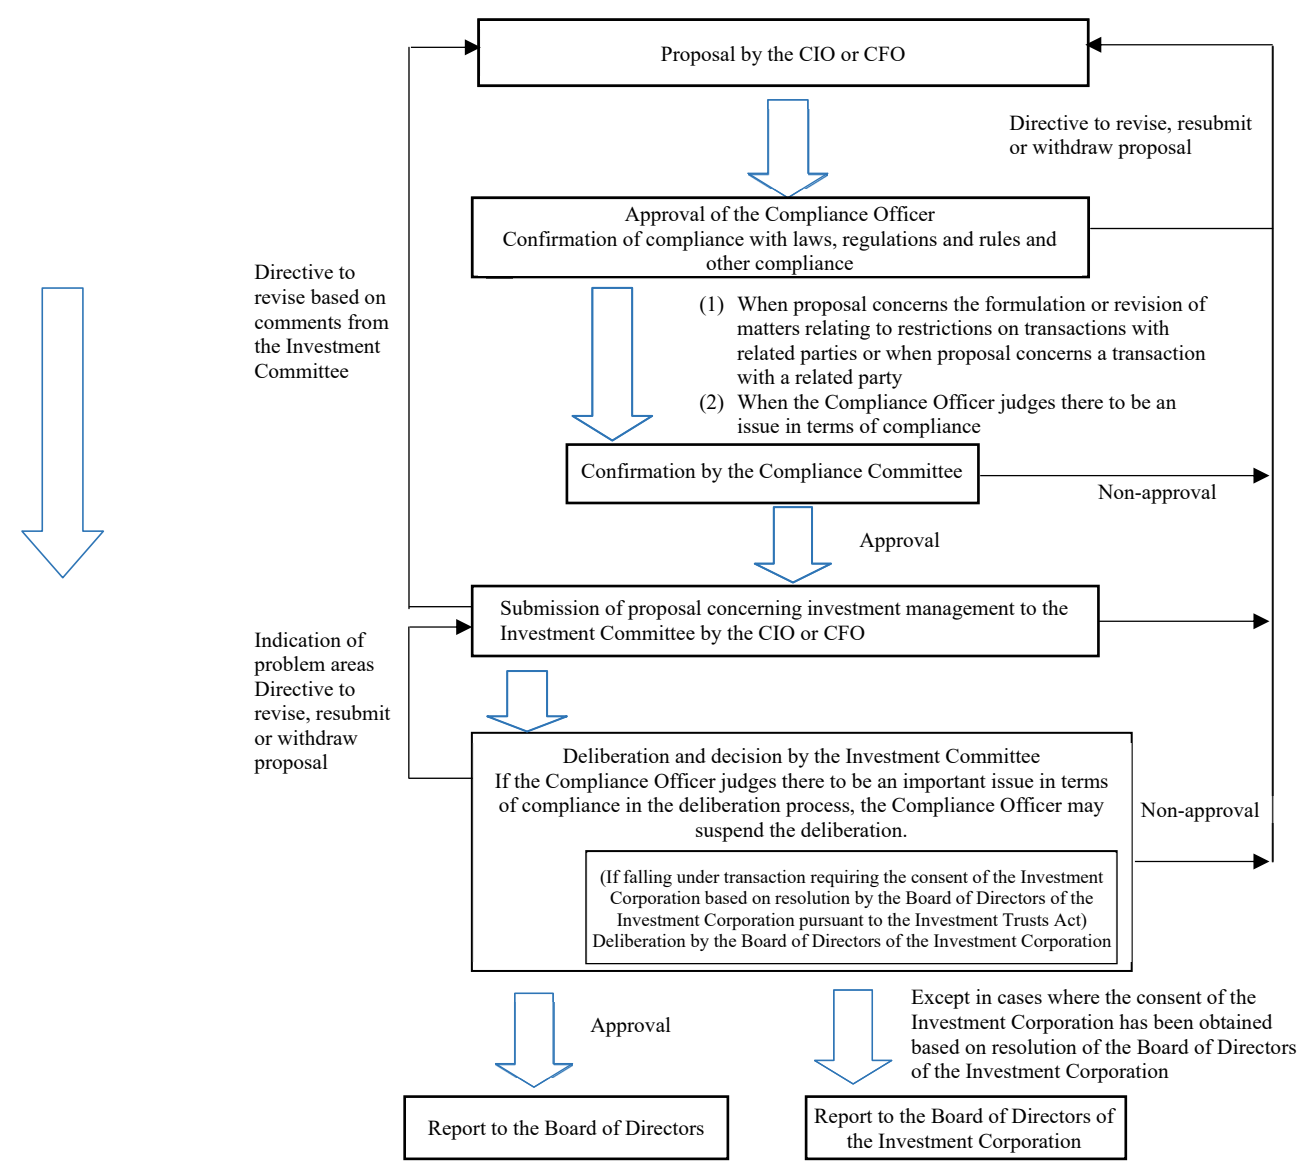 Proposal by the CIO or CFO
Directive to revise, resubmit
or withdraw proposal
Approval of the Compliance Officer
Confirmation of compliance with laws, regulations and rules and
other compliance
Directive to
revise based on
comments from
the Investment
Committee
(1) When proposal concerns the formulation or revision of
matters relating to restrictions on transactions with
related parties or when proposal concerns a transaction
with a related party
(2) When the Compliance Officer judges there to be an
issue in terms of compliance
Confirmation by the Compliance Committee
Non-approval
Approval
Submission of proposal concerning investment management to the
Investment Committee by the CIO or CFO
Indication of
problem areas
Directive to
revise, resubmit
or withdraw
proposal
Deliberation and decision by the Investment Committee
If the Compliance Officer judges there to be an important issue in terms
of compliance in the deliberation process, the Compliance Officer may
suspend the deliberation.
Non-approval
(If falling under transaction requiring the consent of the Investment
Corporation based on resolution by the Board of Directors of the
Investment Corporation pursuant to the Investment Trusts Act)
Deliberation by the Board of Directors of the Investment Corporation
Approval
Except in cases where the consent of the
Investment Corporation has been obtained
based on resolution of the Board of Directors
of the Investment Corporation
Report to the Board of Directors
Report to the Board of Directors of
the Investment Corporation